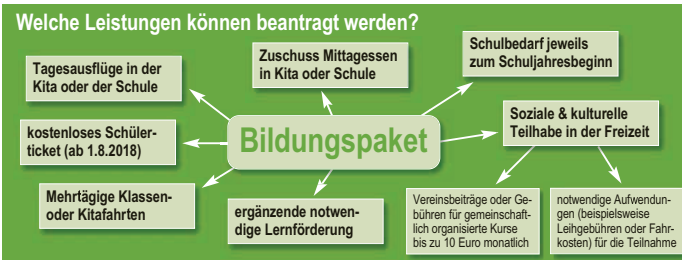 Welche Leistungen können beantragt werden?
Tagesausflüge in der
Kita oder der Schule
Zuschuss Mittagessen
in Kita oder Schule
Schulbedarf jeweils
zum Schuljahresbeginn
kostenloses Schüler-
ticket (ab 1.8.2018)
Bildungspaket
Soziale & kulturelle
Teilhabe in der Freizeit
Mehrtägige Klassen-
oder Kitafahrten
ergänzende notwen-
dige Lernförderung
Vereinsbeiträge oder Ge-
bühren für gemeinschaft-
lich organisierte Kurse
bis zu 10 Euro monatlich
notwendige Aufwendun-
gen (beispielsweise
Leihgebühren oder Fahr-
kosten) für die Teilnahme